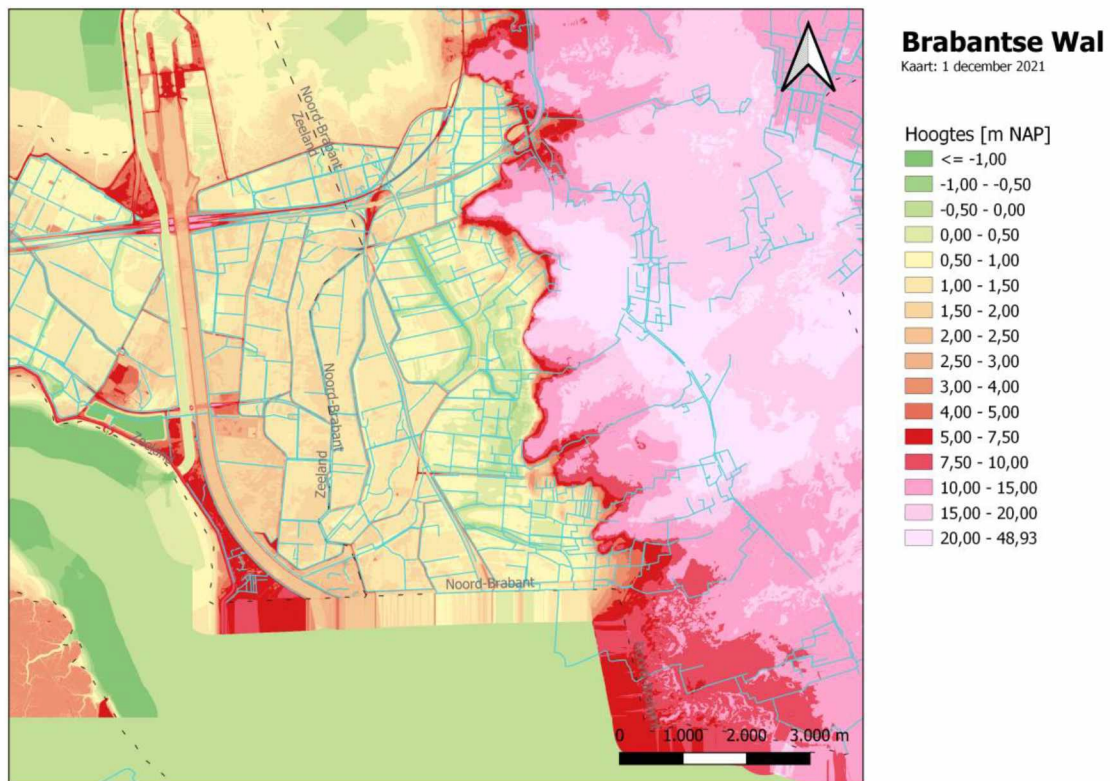 Brabantse Wal
Kaart: 1 december 2021
Hoogtes [m NAP]
<= -1,00
-1,00 - -0,50
-0,50 - 0,00
0,00 - 0,50
0,50 - 1,00
1,00 - 1,50
1,50 - 2,00
2,00 - 2,50
2,50 - 3,00
3,00 - 4,00
4,00 - 5,00
5,00 - 7,50
7,50 - 10,00
10,00 - 15,00
15,00 - 20,00
20,00 - 48,93
Noord-Brabant
Zeeland
Noord-Brabant
Zeeland
Zeeland
Noord-Brabant
0 1.000 2.000 3.000 m